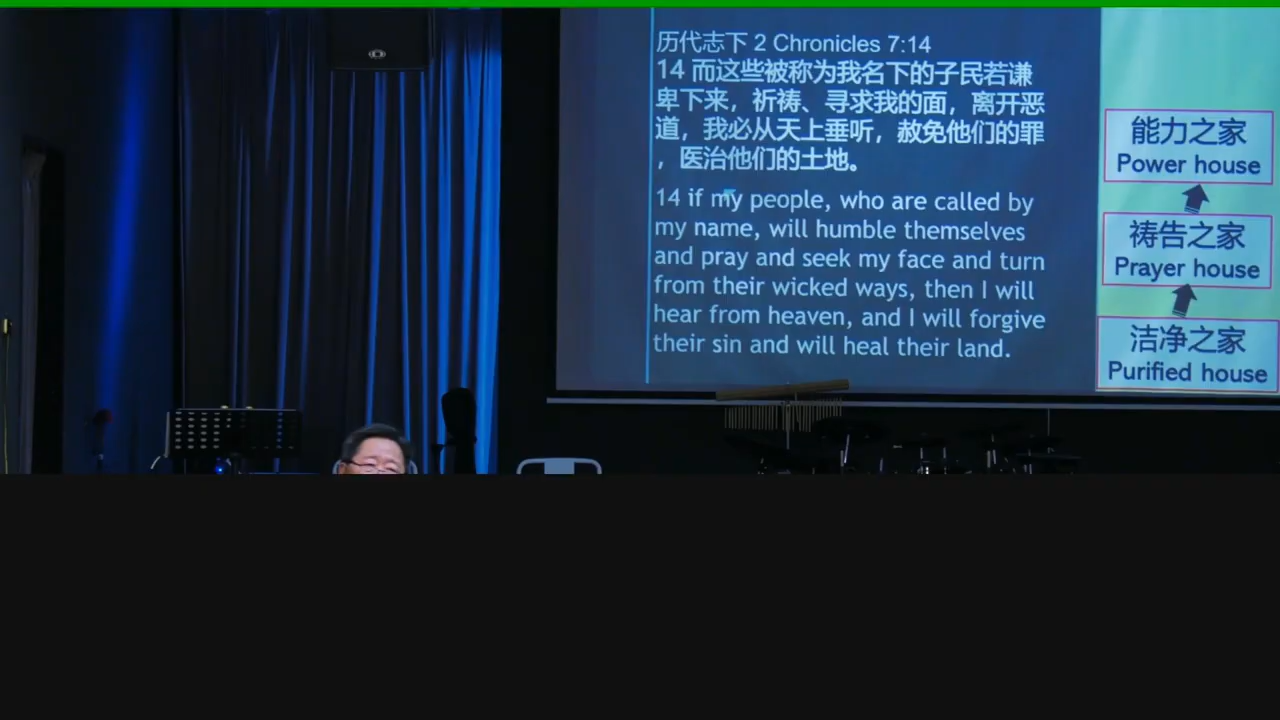 历代志下 2 Chronicles 7:14
14 而这些被称为我名下的子民若谦
卑下来，祈祷、寻求我的面，离开恶
道，我必从天上垂听，赦免他们的罪
，医治他们的土地。
14 if my people, who are called by
my name, will humble themselves
and pray and seek my face and turn
from their wicked ways, then I will
hear from heaven, and I will forgive
their sin and will heal their land.
能力之家
Power house
祷告之家
Prayer house
洁净之家
Purified house